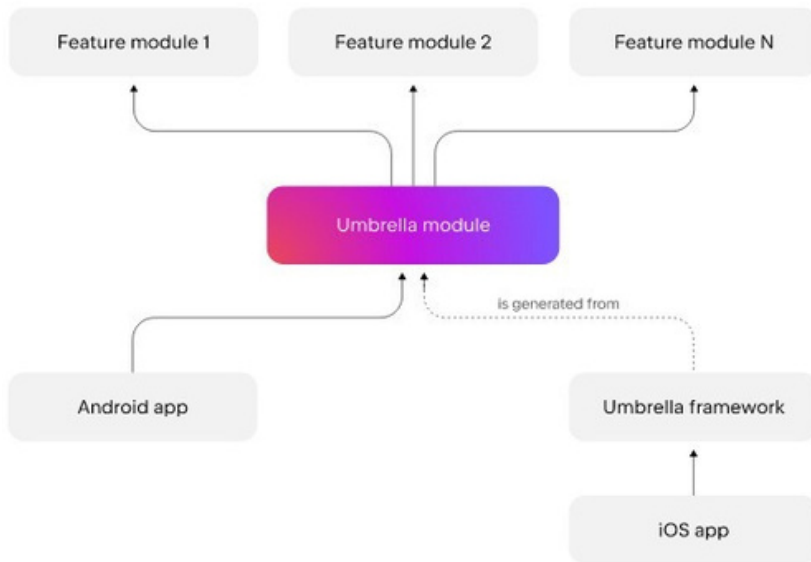 Feature module 1
Feature module 2
Feature module N
Umbrella module
is generated from
Android app
Umbrella framework
iOS app